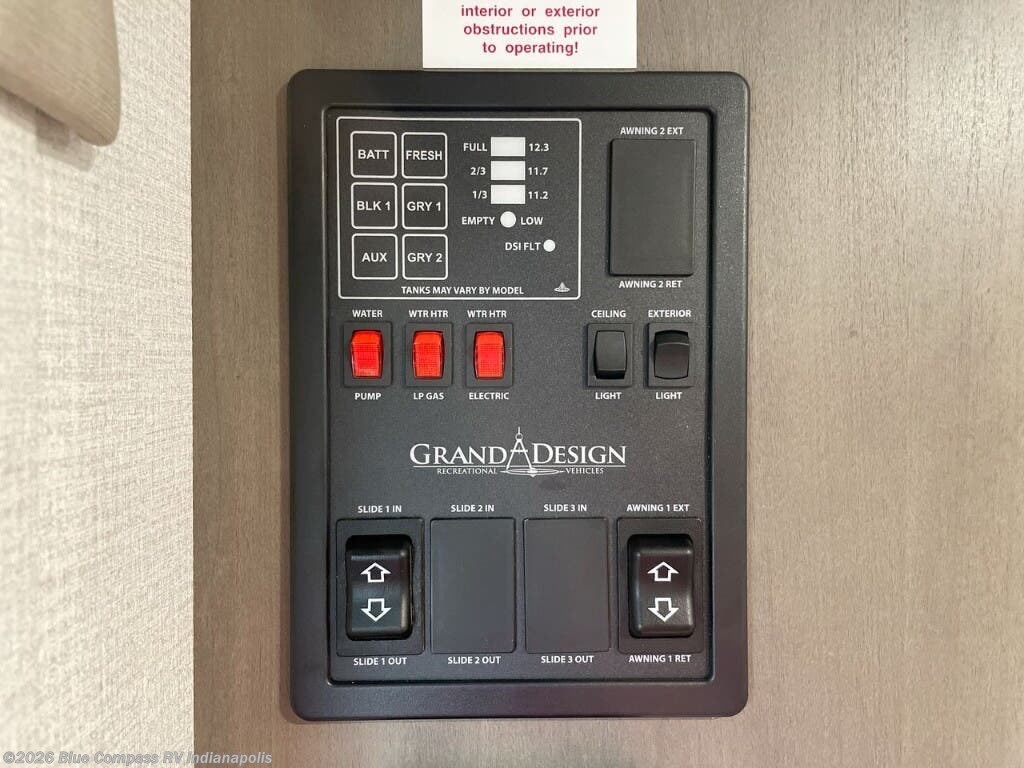 interior or exterior
obstructions prior
to operating!
BATT FRESH
BLK 1 GRY 1
AUX GRY 2
FULL 12.3
2/3 11.7
1/3 11.2
EMPTY LOW
DSI FLT
TANKS MAY VARY BY MODEL
AWNING 2 EXT
AWNING 2 RET
WATER WTR HTR WTR HTR CEILING EXTERIOR
PUMP LP GAS ELECTRIC LIGHT LIGHT
GRAND DESIGN
RECREATIONAL VEHICLES
SLIDE 1 IN SLIDE 2 IN SLIDE 3 IN AWNING 1 EXT
SLIDE 1 OUT SLIDE 2 OUT SLIDE 3 OUT AWNING 1 RET
©2026 Blue Compass RV Indianapolis